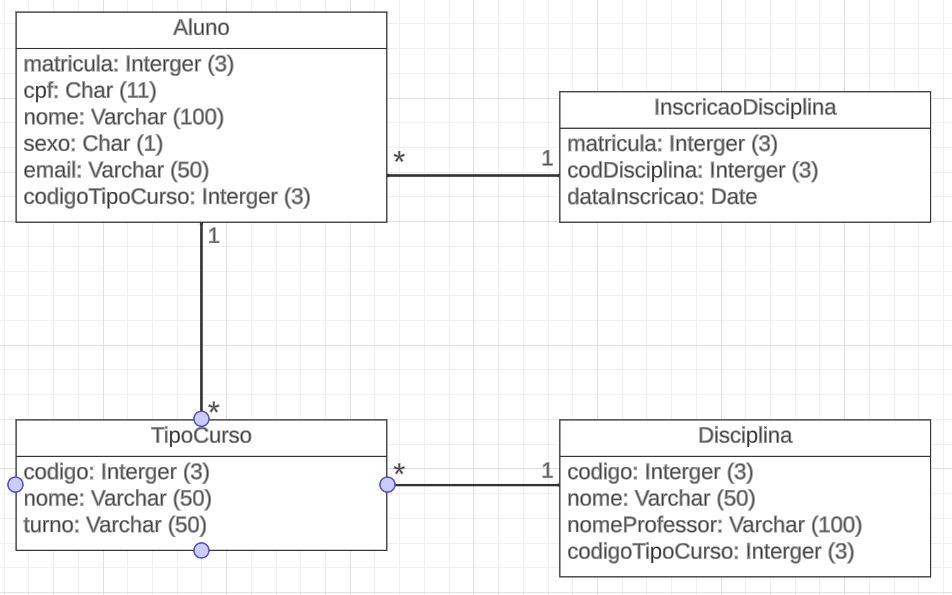 Aluno
matricula: Interger (3)
cpf: Char (11)
nome: Varchar (100)
sexo: Char (1)
email: Varchar (50)
codigoTipoCurso: Interger (3)
* 1
InscricaoDisciplina
matricula: Interger (3)
codDisciplina: Interger (3)
dataInscricao: Date
1
*
TipoCurso
codigo: Interger (3)
nome: Varchar (50)
turno: Varchar (50)
* 1
Disciplina
codigo: Interger (3)
nome: Varchar (50)
nomeProfessor: Varchar (100)
codigoTipoCurso: Interger (3)